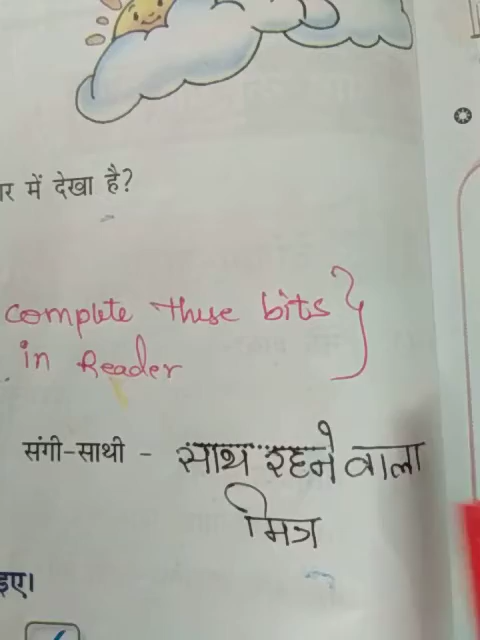 र में देखा है?
complete these bits
in Reader
संगी-साथी - साथ रहने वाला
मित्र
इए।